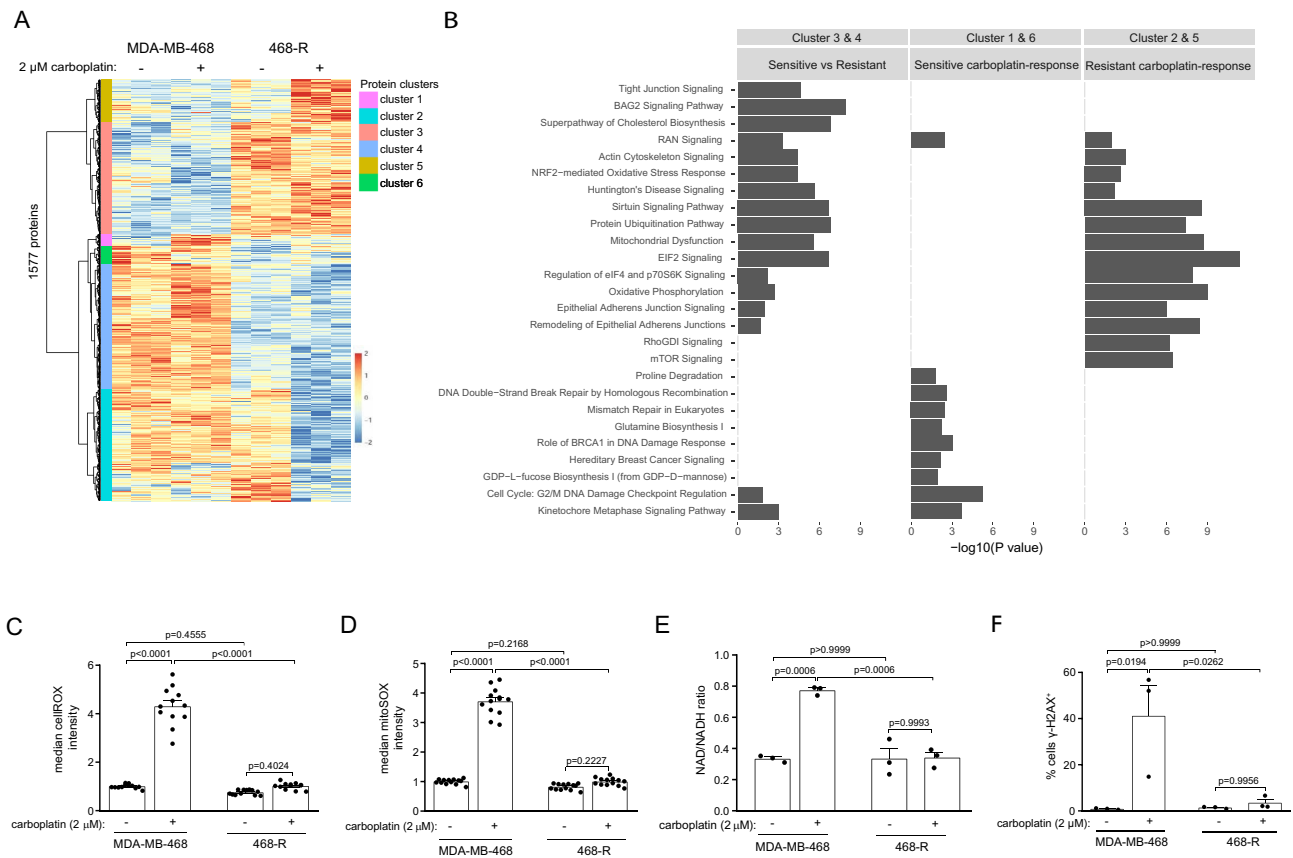 A
MDA-MB-468 468-R
2 µM carboplatin: - + - +
1577 proteins
Protein clusters
cluster 1
cluster 2
cluster 3
cluster 4
cluster 5
cluster 6
2
1
0
−1
−2
B
Cluster 3 & 4 Cluster 1 & 6 Cluster 2 & 5
Sensitive vs Resistant Sensitive carboplatin−response Resistant carboplatin−response
Tight Junction Signaling
BAG2 Signaling Pathway
Superpathway of Cholesterol Biosynthesis
RAN Signaling
Actin Cytoskeleton Signaling
NRF2−mediated Oxidative Stress Response
Huntington's Disease Signaling
Sirtuin Signaling Pathway
Protein Ubiquitination Pathway
Mitochondrial Dysfunction
EIF2 Signaling
Regulation of eIF4 and p70S6K Signaling
Oxidative Phosphorylation
Epithelial Adherens Junction Signaling
Remodeling of Epithelial Adherens Junctions
RhoGDI Signaling
mTOR Signaling
Proline Degradation
DNA Double−Strand Break Repair by Homologous Recombination
Mismatch Repair in Eukaryotes
Glutamine Biosynthesis I
Role of BRCA1 in DNA Damage Response
Hereditary Breast Cancer Signaling
GDP−L−fucose Biosynthesis I (from GDP−D−mannose)
Cell Cycle: G2/M DNA Damage Checkpoint Regulation
Kinetochore Metaphase Signaling Pathway
0 3 6 9 0 3 6 9 0 3 6 9
−log10(P value)
C
p=0.4555
p<0.0001 p<0.0001
p=0.4024
median cellROX
intensity
6
4
2
0
carboplatin (2 µM): - + - +
MDA-MB-468 468-R
D
p=0.2168
p<0.0001 p<0.0001
p=0.2227
median mitoSOX
intensity
5
4
3
2
1
0
carboplatin (2 µM): - + - +
MDA-MB-468 468-R
E
p>0.9999
p=0.0006 p=0.0006
p=0.9993
NAD/NADH ratio
1.0
0.8
0.6
0.4
0.2
0.0
carboplatin (2 µM): - + - +
MDA-MB-468 468-R
F
p>0.9999
p=0.0194 p=0.0262
p=0.9956
% cells γ-H2AX⁺
60
40
20
0
carboplatin (2 µM): - + - +
MDA-MB-468 468-R